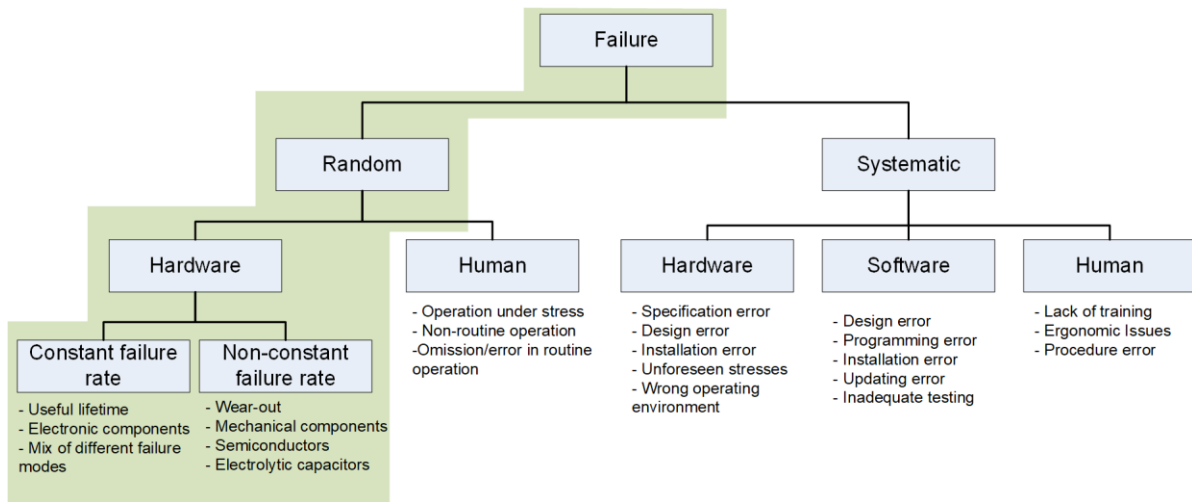 Failure
Random
Systematic
Hardware
Human
Hardware
Software
Human
- Operation under stress
- Non-routine operation
-Omission/error in routine
operation
- Specification error
- Design error
- Installation error
- Unforeseen stresses
- Wrong operating
environment
- Design error
- Programming error
- Installation error
- Updating error
- Inadequate testing
- Lack of training
- Ergonomic Issues
- Procedure error
Constant failure
rate
Non-constant
failure rate
- Useful lifetime
- Electronic components
- Mix of different failure
modes
- Wear-out
- Mechanical components
- Semiconductors
- Electrolytic capacitors